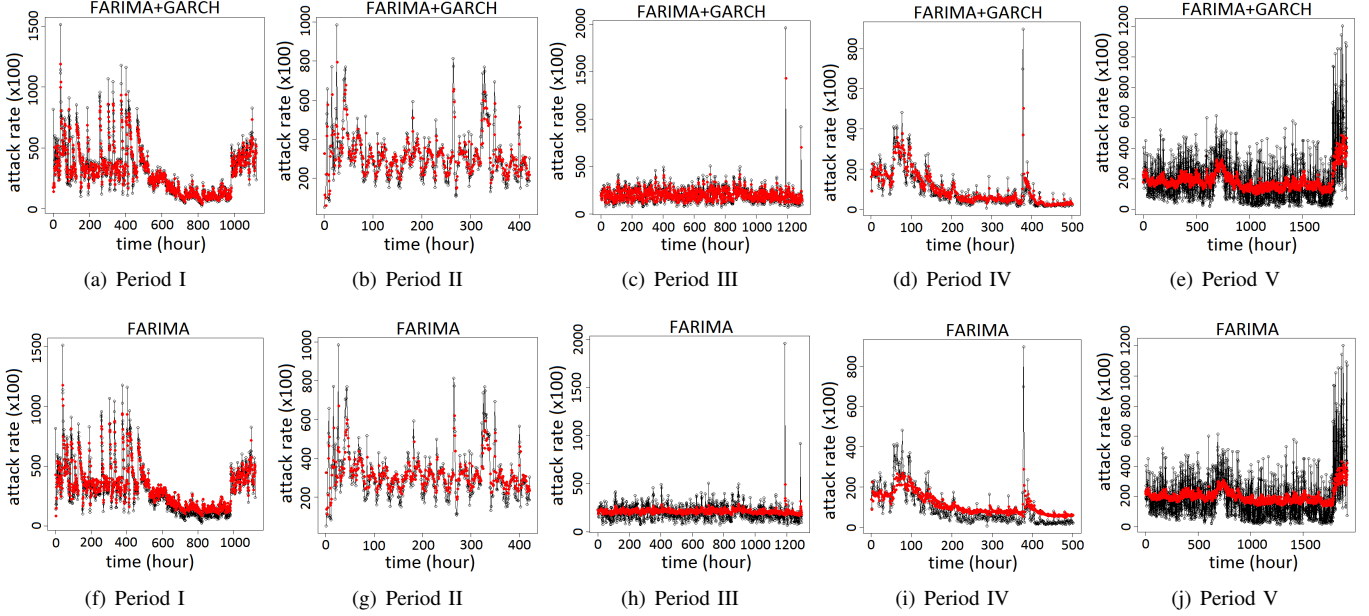 FARIMA+GARCH
attack rate (x100)
0 500 1000 1500
0 200 400 600 800 1000
time (hour)
(a) Period I
FARIMA+GARCH
attack rate (x100)
200 400 600 800 1000
0 100 200 300 400
time (hour)
(b) Period II
FARIMA+GARCH
attack rate (x100)
0 500 1000 1500 2000
0 200 400 600 800 1000 1200
time (hour)
(c) Period III
FARIMA+GARCH
attack rate (x100)
0 200 400 600 800
0 100 200 300 400 500
time (hour)
(d) Period IV
FARIMA+GARCH
attack rate (x100)
0 200 400 600 800 1000 1200
0 500 1000 1500
time (hour)
(e) Period V
FARIMA
attack rate (x100)
0 500 1000 1500
0 200 400 600 800 1000
time (hour)
(f) Period I
FARIMA
attack rate (x100)
200 400 600 800 1000
0 100 200 300 400
time (hour)
(g) Period II
FARIMA
attack rate (x100)
0 500 1000 1500 2000
0 200 400 600 800 1000 1200
time (hour)
(h) Period III
FARIMA
attack rate (x100)
0 200 400 600 800
0 100 200 300 400 500
time (hour)
(i) Period IV
FARIMA
attack rate (x100)
0 200 400 600 800 1000 1200
0 500 1000 1500
time (hour)
(j) Period V